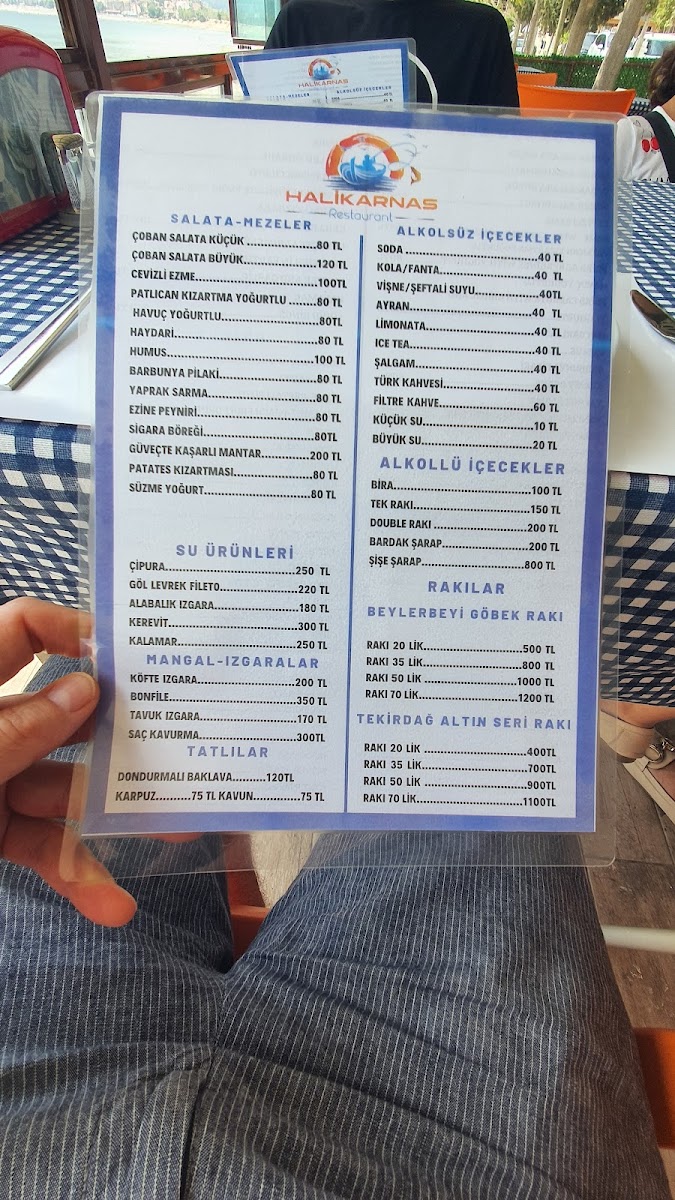 HALİKARNAS
SALATA-MEZELER
ALKOLSÜZ İÇECEKLER
HALİKARNAS
Restaurant
SALATA-MEZELER
ÇOBAN SALATA KÜÇÜK ....................80 TL
ÇOBAN SALATA BÜYÜK....................120 TL
CEVİZLİ EZME....................100TL
PATLICAN KIZARTMA YOĞURTLU ........80 TL
HAVUÇ YOĞURTLU....................80TL
HAYDARİ....................80 TL
HUMUS....................100 TL
BARBUNYA PİLAKİ....................80 TL
YAPRAK SARMA....................80 TL
EZİNE PEYNİRİ....................80 TL
SİGARA BÖREĞİ....................80TL
GÜVEÇTE KAŞARLI MANTAR....................200 TL
PATATES KIZARTMASI....................80 TL
SÜZME YOĞURT....................80 TL
SU ÜRÜNLERİ
ÇİPURA....................250 TL
GÖL LEVREK FİLETO....................220 TL
ALABALIK IZGARA....................180 TL
KEREVİT....................300 TL
KALAMAR....................250 TL
MANGAL-IZGARALAR
KÖFTE IZGARA....................200 TL
BONFİLE....................350 TL
TAVUK IZGARA....................170 TL
SAÇ KAVURMA....................300TL
TATLILAR
DONDURMALI BAKLAVA..........120TL
KARPUZ...........75 TL KAVUN..............75 TL
ALKOLSÜZ İÇECEKLER
SODA ....................40 TL
KOLA/FANTA....................40 TL
VİŞNE/ŞEFTALİ SUYU....................40TL
AYRAN....................40 TL
LİMONATA....................40 TL
ICE TEA....................40 TL
ŞALGAM....................40 TL
TÜRK KAHVESİ....................40 TL
FİLTRE KAHVE....................60 TL
KÜÇÜK SU....................10 TL
BÜYÜK SU....................20 TL
ALKOLLÜ İÇECEKLER
BİRA....................100 TL
TEK RAKI....................150 TL
DOUBLE RAKI ....................200 TL
BARDAK ŞARAP....................200 TL
ŞİŞE ŞARAP....................800 TL
RAKILAR
BEYLERBEYİ GÖBEK RAKI
RAKI 20 LİK....................500 TL
RAKI 35 LİK....................800 TL
RAKI 50 LİK ....................1000 TL
RAKI 70 LİK....................1200 TL
TEKİRDAĞ ALTIN SERİ RAKI
RAKI 20 LİK ....................400TL
RAKI 35 LİK....................700TL
RAKI 50 LİK ....................900TL
RAKI 70 LİK....................1100TL